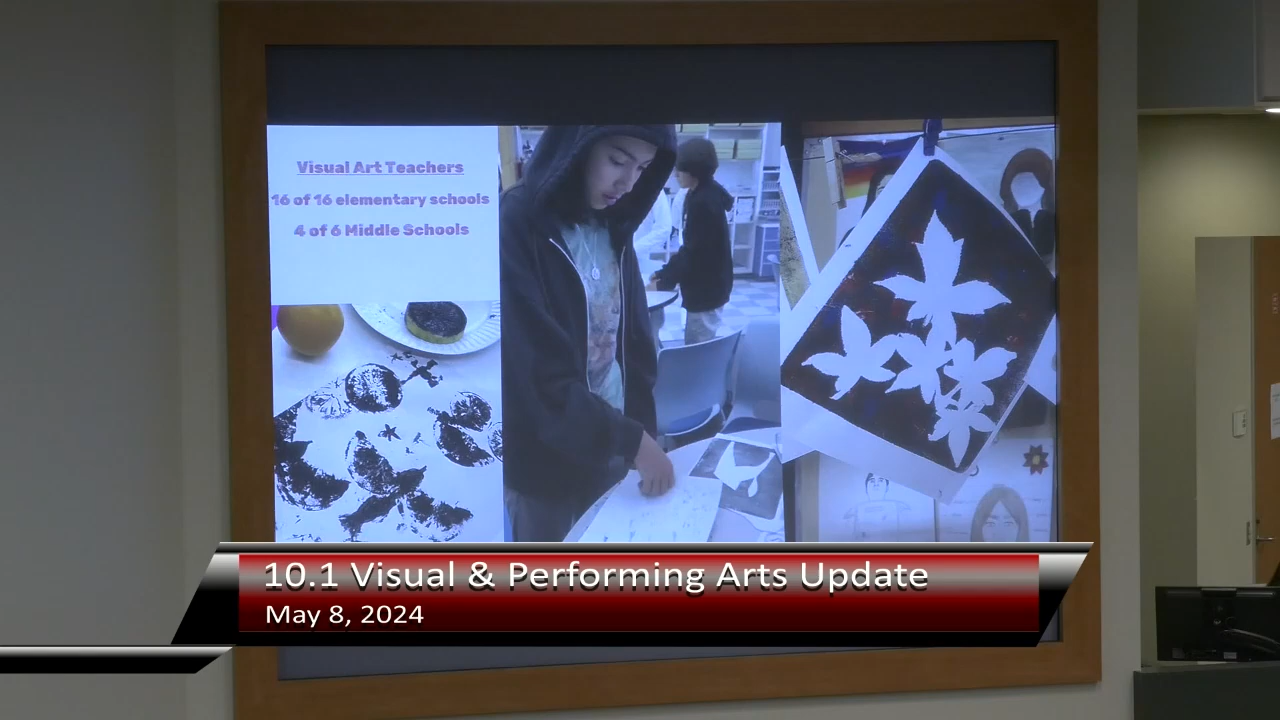 Visual Art Teachers
16 of 16 elementary schools
4 of 6 Middle Schools
10.1 Visual & Performing Arts Update
May 8, 2024